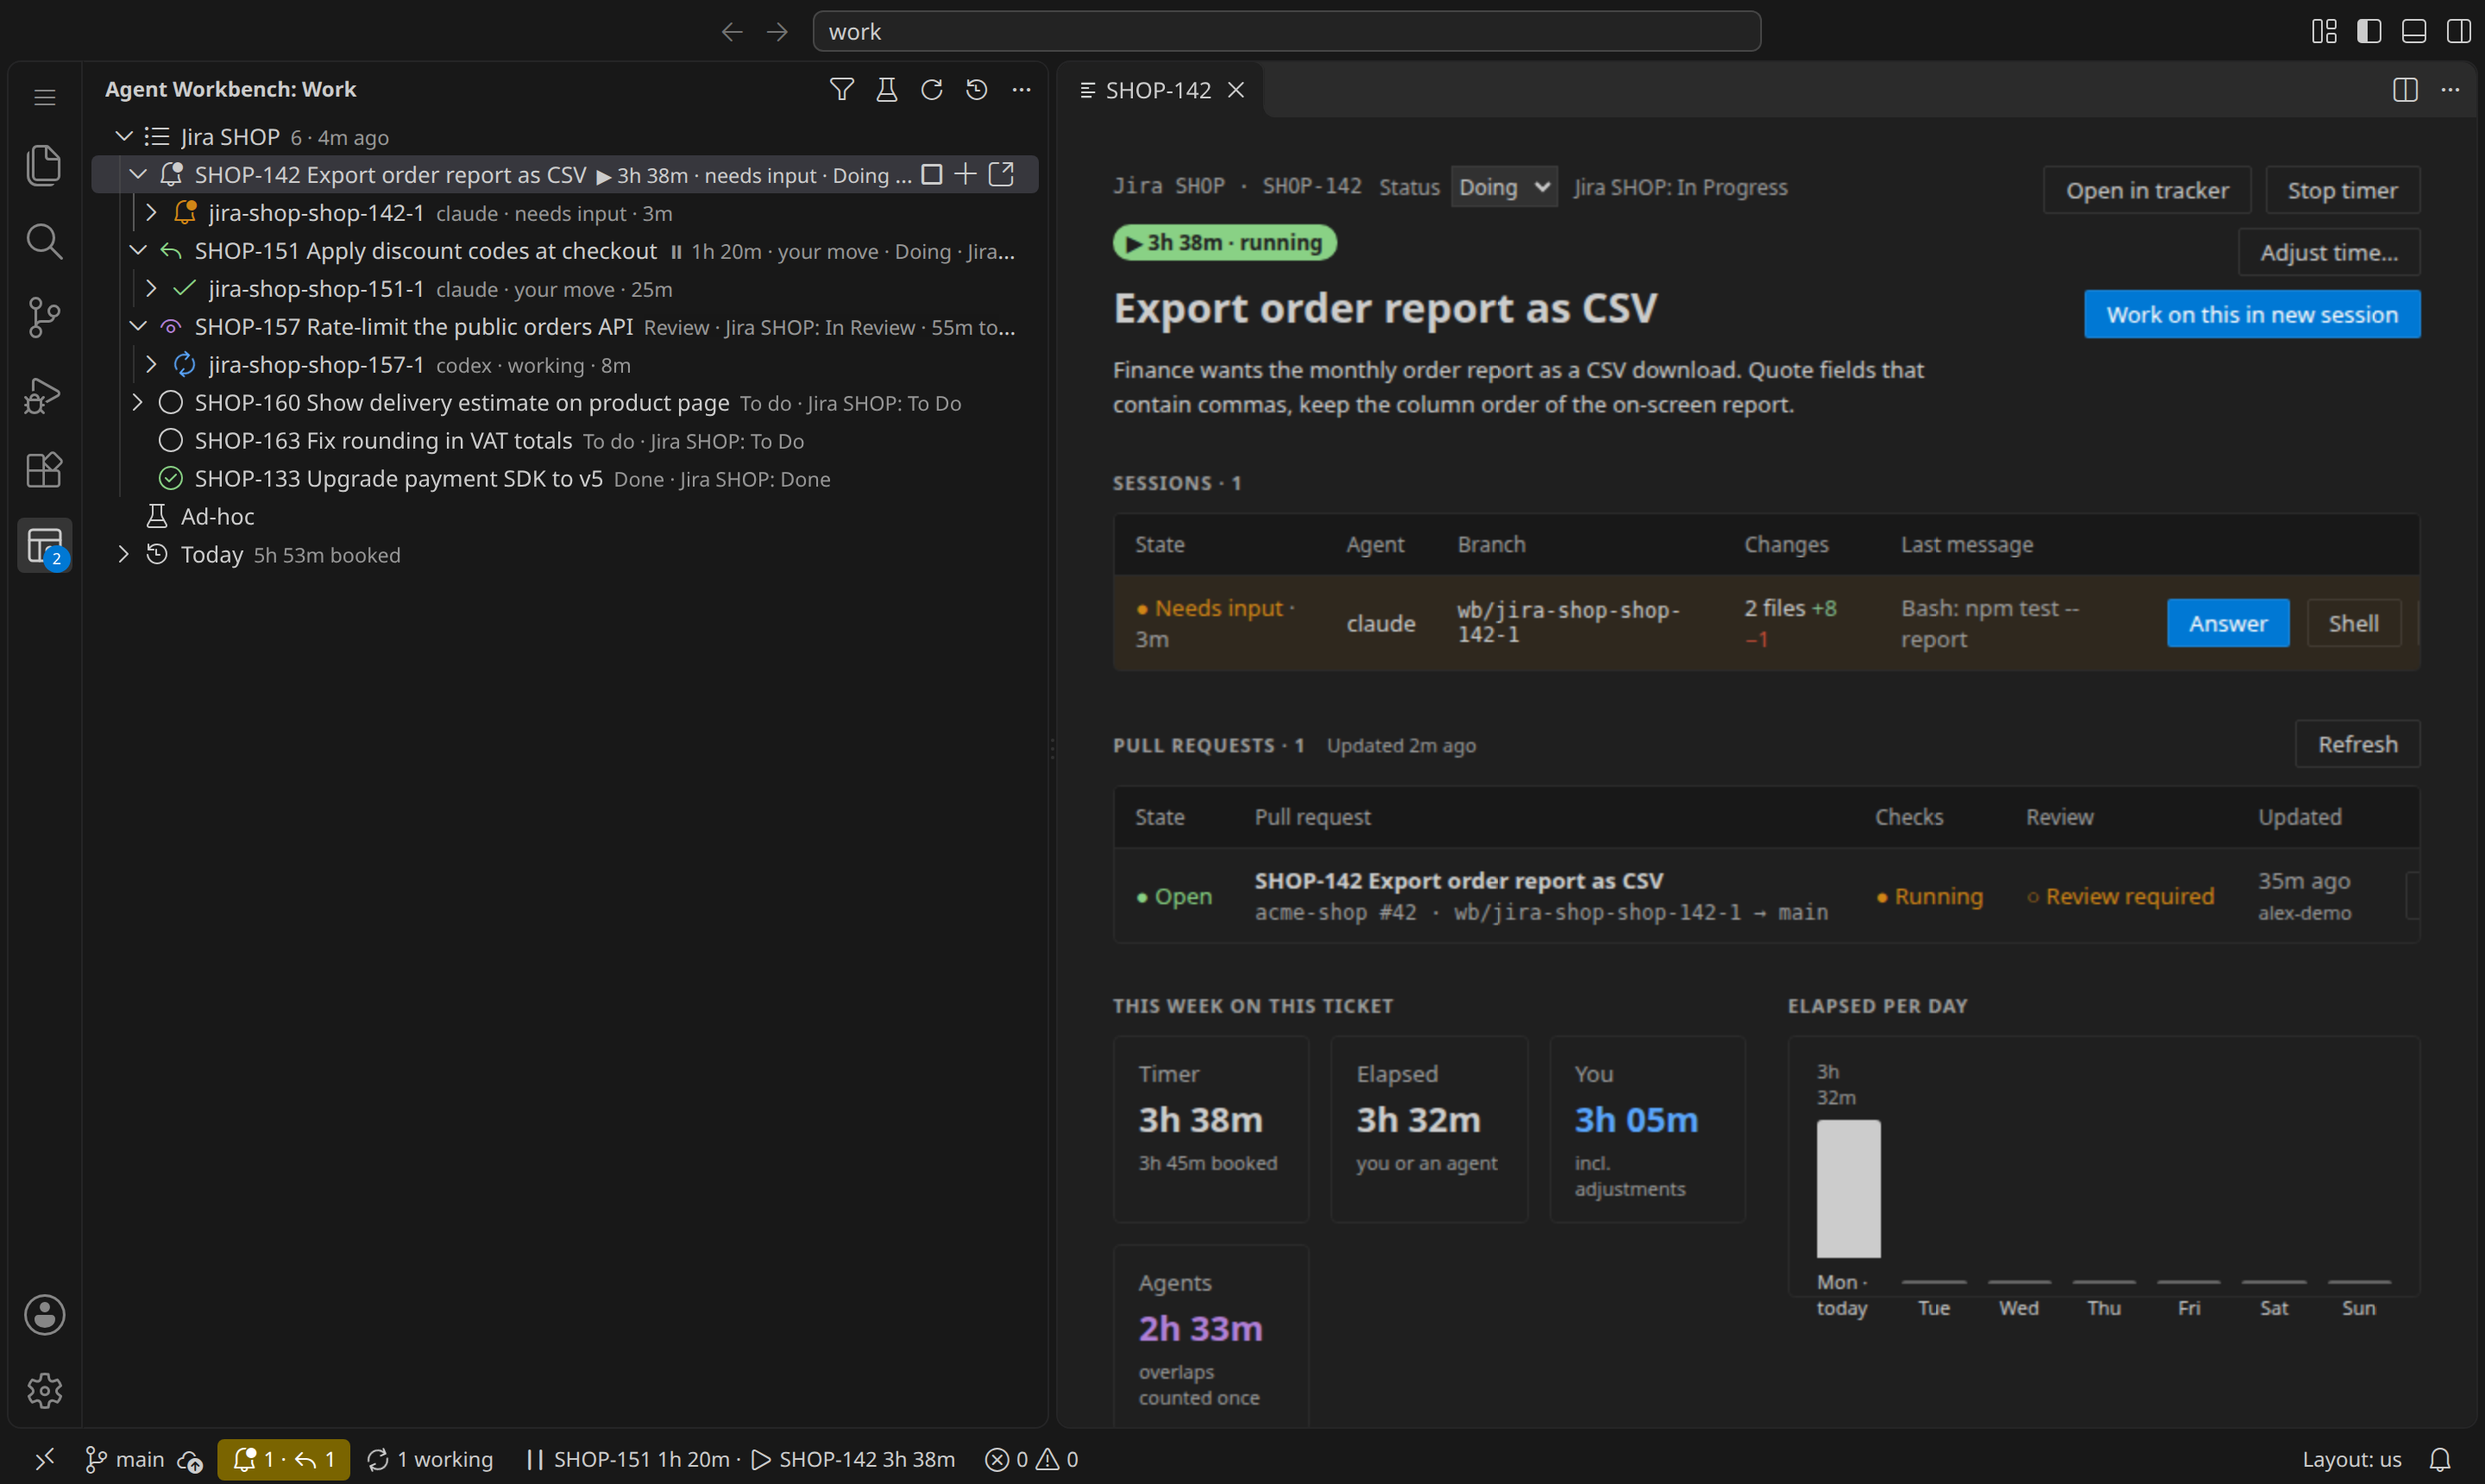 work
Agent Workbench: Work
Jira SHOP 6 · 4m ago
SHOP-142 Export order report as CSV ▶ 3h 38m · needs input · Doing ...
jira-shop-shop-142-1 claude · needs input · 3m
SHOP-151 Apply discount codes at checkout ⏸ 1h 20m · your move · Doing · Jira...
jira-shop-shop-151-1 claude · your move · 25m
SHOP-157 Rate-limit the public orders API Review · Jira SHOP: In Review · 55m to...
jira-shop-shop-157-1 codex · working · 8m
SHOP-160 Show delivery estimate on product page To do · Jira SHOP: To Do
SHOP-163 Fix rounding in VAT totals To do · Jira SHOP: To Do
SHOP-133 Upgrade payment SDK to v5 Done · Jira SHOP: Done
Ad-hoc
Today 5h 53m booked
2
SHOP-142
Jira SHOP · SHOP-142 Status Doing Jira SHOP: In Progress
Open in tracker Stop timer
▶ 3h 38m · running
Adjust time...
Export order report as CSV
Work on this in new session
Finance wants the monthly order report as a CSV download. Quote fields that
contain commas, keep the column order of the on-screen report.
SESSIONS · 1
State Agent Branch Changes Last message
● Needs input ·
3m
claude
wb/jira-shop-shop-
142-1
2 files +8
−1
Bash: npm test --
report
Answer Shell
PULL REQUESTS · 1 Updated 2m ago Refresh
State Pull request Checks Review Updated
● Open
SHOP-142 Export order report as CSV
acme-shop #42 · wb/jira-shop-shop-142-1 → main
● Running
○ Review required
35m ago
alex-demo
THIS WEEK ON THIS TICKET
Timer
3h 38m
3h 45m booked
Elapsed
3h 32m
you or an agent
You
3h 05m
incl.
adjustments
Agents
2h 33m
overlaps
counted once
ELAPSED PER DAY
3h
32m
Mon ·
today Tue Wed Thu Fri Sat Sun
main 1 · 1 1 working SHOP-151 1h 20m · SHOP-142 3h 38m 0 0 Layout: us